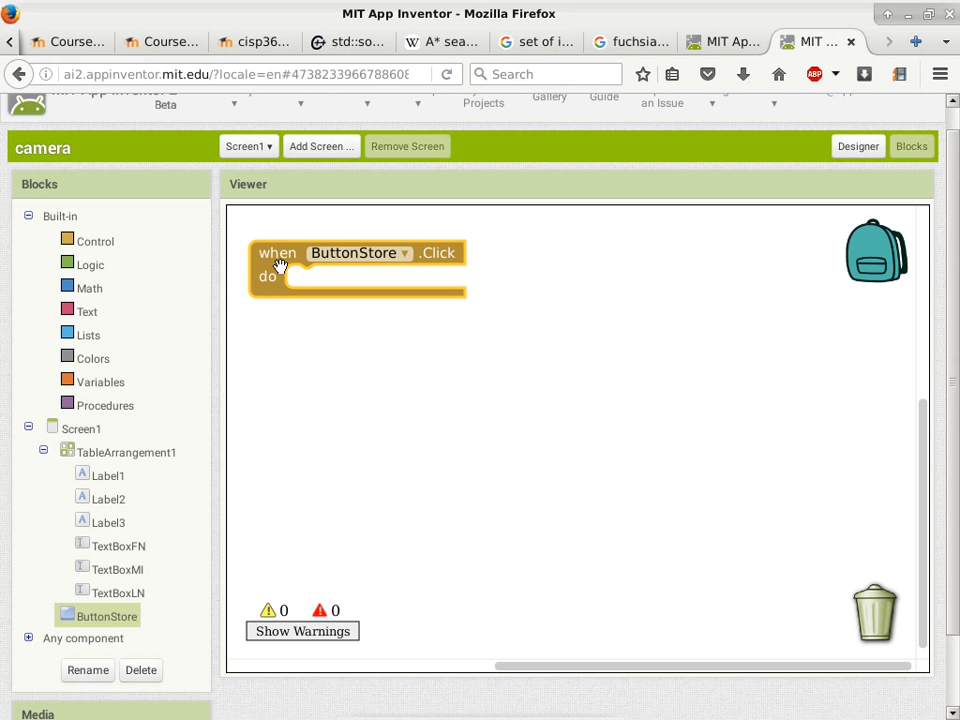 MIT App Inventor - Mozilla Firefox
Course...
Course...
cisp36...
std::so...
A* sea...
set of i...
fuchsia...
MIT Ap...
MIT ...
ai2.appinventor.mit.edu/?locale=en#473823396678860
Search
ABP
Beta
Projects
Gallery
Guide
an Issue
camera
Screen1
Add Screen ...
Remove Screen
Designer
Blocks
Blocks
Viewer
Built-in
Control
Logic
Math
Text
Lists
Colors
Variables
Procedures
Screen1
TableArrangement1
A Label1
A Label2
A Label3
TextBoxFN
TextBoxMI
TextBoxLN
ButtonStore
Any component
Rename
Delete
Media
when ButtonStore .Click
do
0 0
Show Warnings